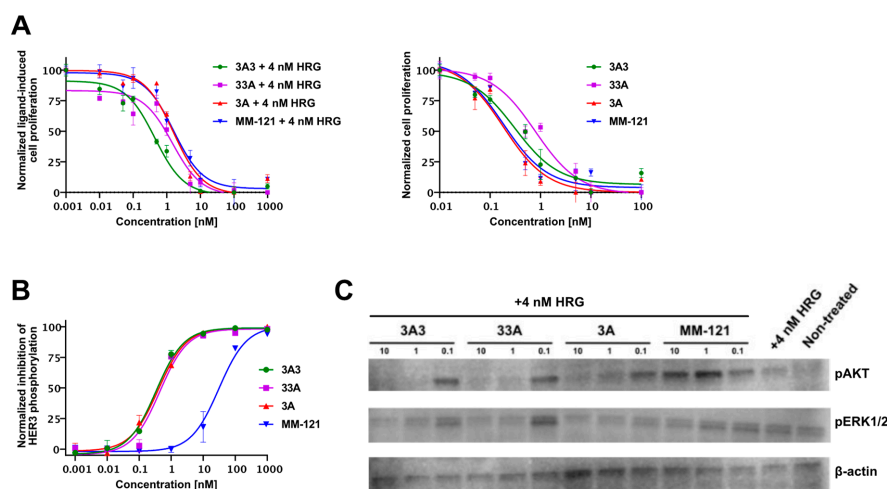 A
Normalized ligand-induced
cell proliferation
100
75
50
25
0
0.001
0.01
0.1
1
10
100
1000
Concentration [nM]
3A3 + 4 nM HRG
33A + 4 nM HRG
3A + 4 nM HRG
MM-121 + 4 nM HRG
Normalized cell proliferation
100
75
50
25
0
0.01
0.1
1
10
100
Concentration [nM]
3A3
33A
3A
MM-121
B
Normalized inhibition of
HER3 phosphorylation
100
75
50
25
0
0.001
0.01
0.1
1
10
100
1000
Concentration [nM]
3A3
33A
3A
MM-121
C
+4 nM HRG
3A3
33A
3A
MM-121
+4 nM HRG
Non-treated
10
1
0.1
10
1
0.1
10
1
0.1
10
1
0.1
pAKT
pERK1/2
β-actin